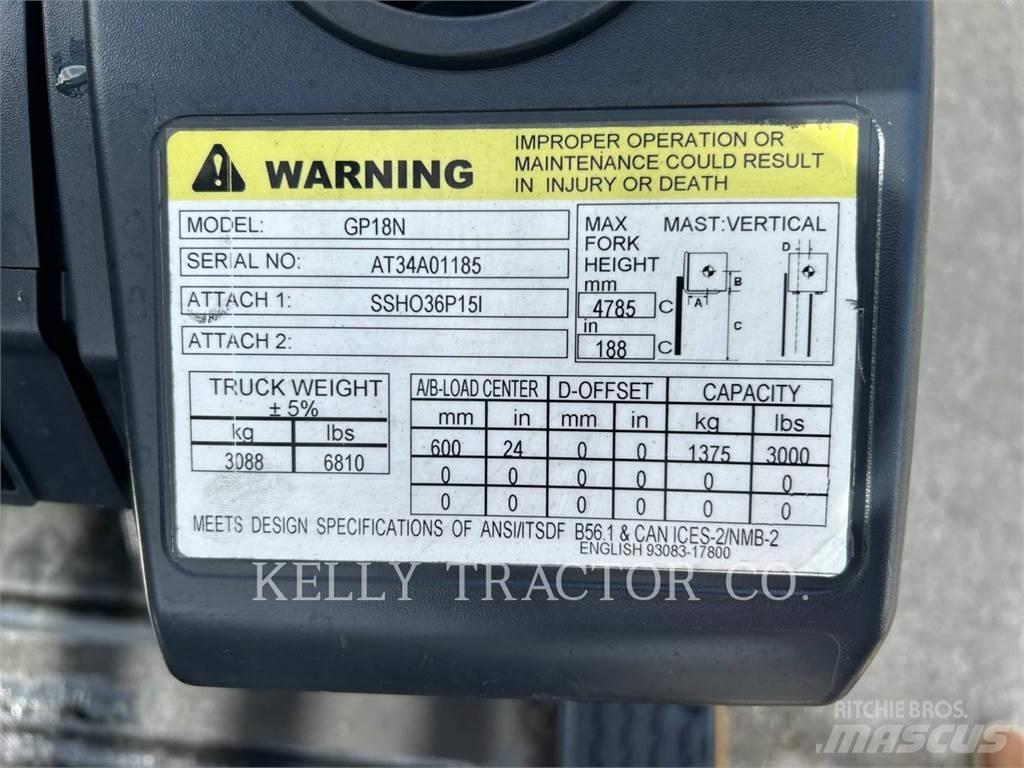 WARNING
IMPROPER OPERATION OR
MAINTENANCE COULD RESULT
IN INJURY OR DEATH
MODEL: GP18N
SERIAL NO: AT34A01185
ATTACH 1: SSHO36P15I
ATTACH 2:
MAX
FORK
HEIGHT
mm
4785 C
in
188 C
MAST:VERTICAL
D
A
B
C
TRUCK WEIGHT
± 5%
kg lbs
3088 6810
A/B-LOAD CENTER D-OFFSET CAPACITY
mm in mm in kg lbs
600 24 0 0 1375 3000
0 0 0 0 0 0
0 0 0 0 0 0
MEETS DESIGN SPECIFICATIONS OF ANSI/ITSDF B56.1 & CAN ICES-2/NMB-2
ENGLISH 93083-17800
KELLY TRACTOR CO.
RITCHIE BROS.
MASCUS